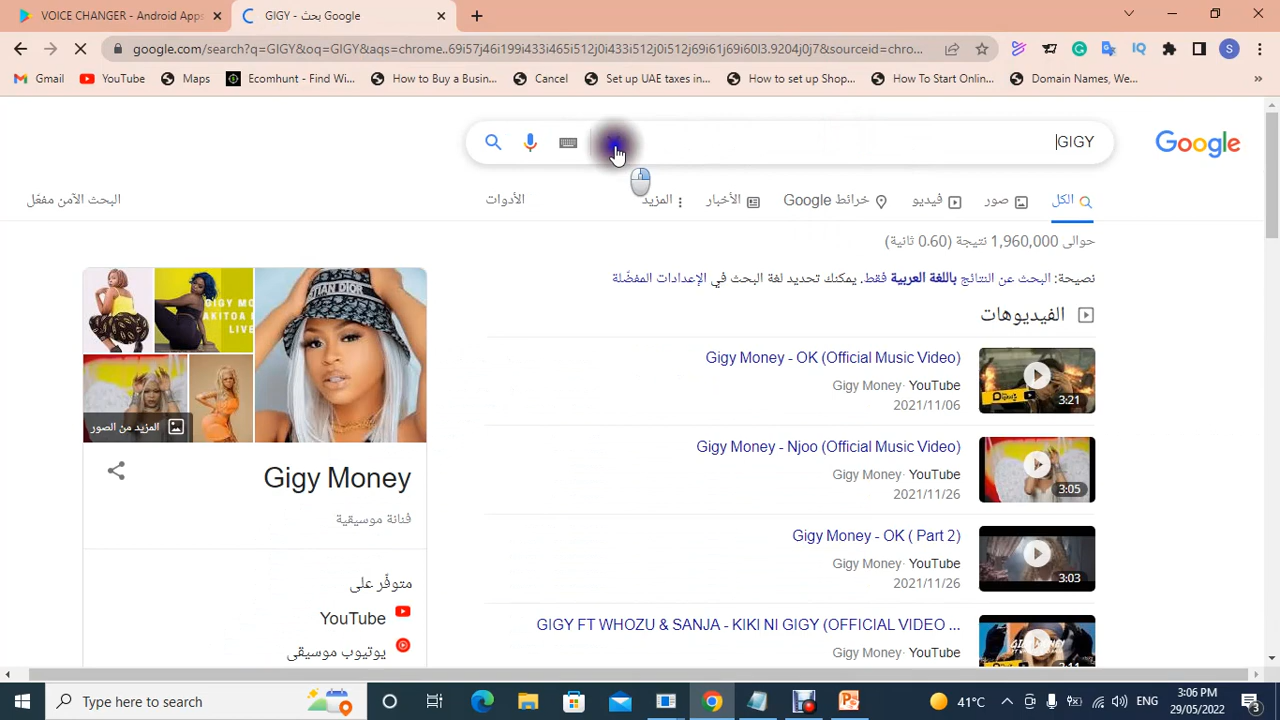 VOICE CHANGER - Android Apps
GIGY - بحث Google
google.com/search?q=GIGY&oq=GIGY&aqs=chrome..69i57j46i199i433i465i512j0i433i512j0i512j0i512j69i61j69i60l3.9204j0j7&sourceid=chro...
Gmail
YouTube
Maps
Ecomhunt - Find Wi...
How to Buy a Busin...
Cancel
Set up UAE taxes in...
How to set up Shop...
How To Start Onlin...
Domain Names, We...
GIGY
Google
الكل
صور
فيديو
خرائط Google
الأخبار
المزيد
الأدوات
البحث الآمن مفعّل
حوالى 1,960,000 نتيجة (0.60 ثانية)
نصيحة: البحث عن النتائج باللغة العربية فقط. يمكنك تحديد لغة البحث في الإعدادات المفضّلة
الفيديوهات
Gigy Money - OK (Official Music Video)
Gigy Money· YouTube
2021/11/06
3:21
Gigy Money - Njoo (Official Music Video)
Gigy Money· YouTube
2021/11/26
3:05
Gigy Money - OK ( Part 2)
Gigy Money· YouTube
2021/11/26
3:03
GIGY FT WHOZU & SANJA - KIKI NI GIGY (OFFICIAL VIDEO ...
Gigy Money· YouTube
المزيد من الصور
Gigy Money
فنانة موسيقية
متوفّر على
YouTube
يوتيوب موسيقى
Type here to search
41°C
ENG
3:06 PM
29/05/2022